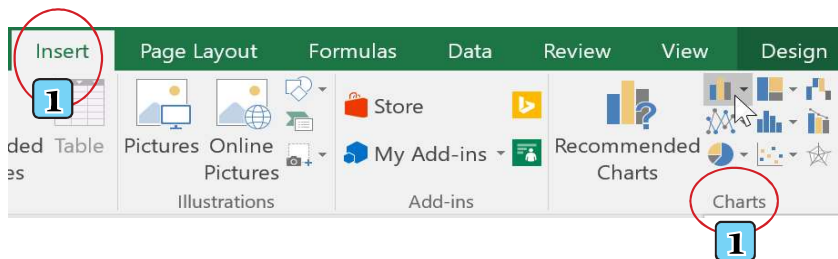 Insert Page Layout Formulas Data Review View Design
1
Store
ded Table Pictures Online My Add-ins Recommended
es Pictures Charts
Illustrations Add-ins Charts
1